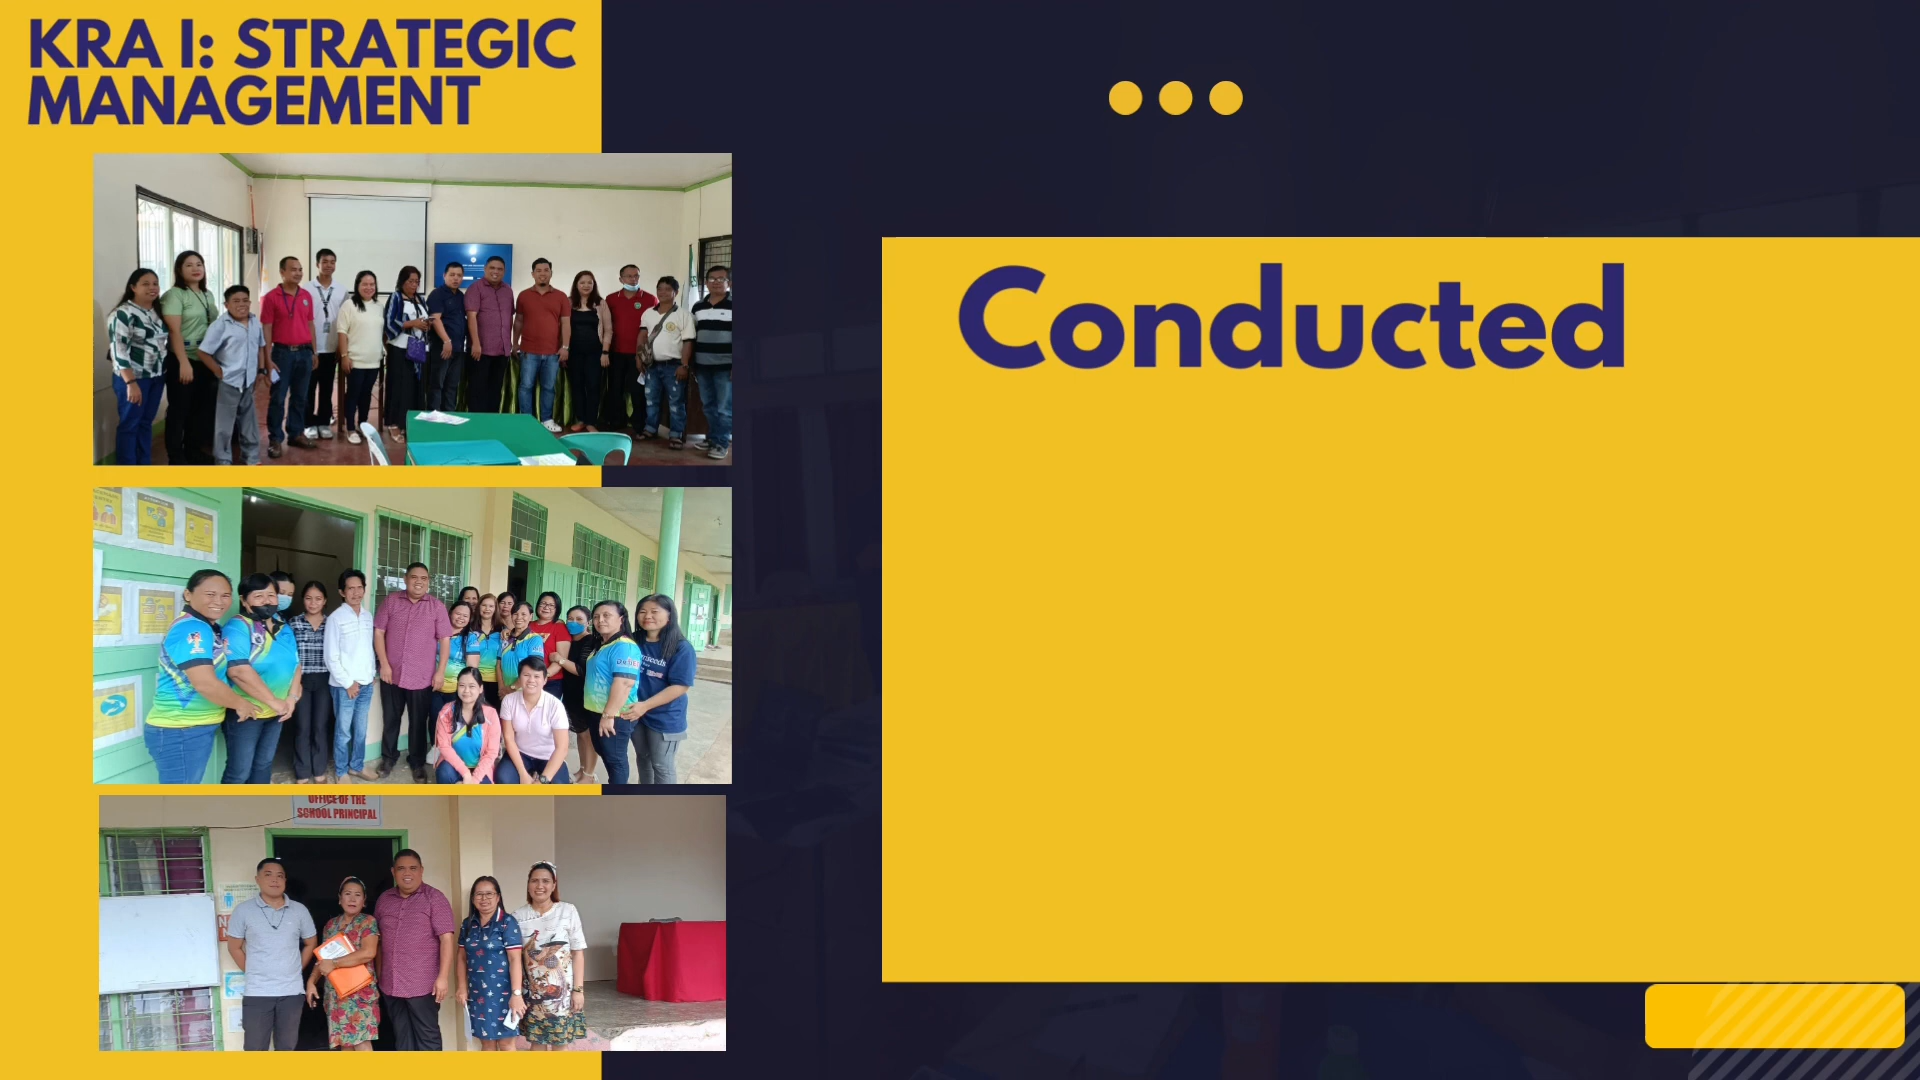 KRA I: STRATEGIC
MANAGEMENT
Conducted
OFFICE OF THE
SCHOOL PRINCIPAL